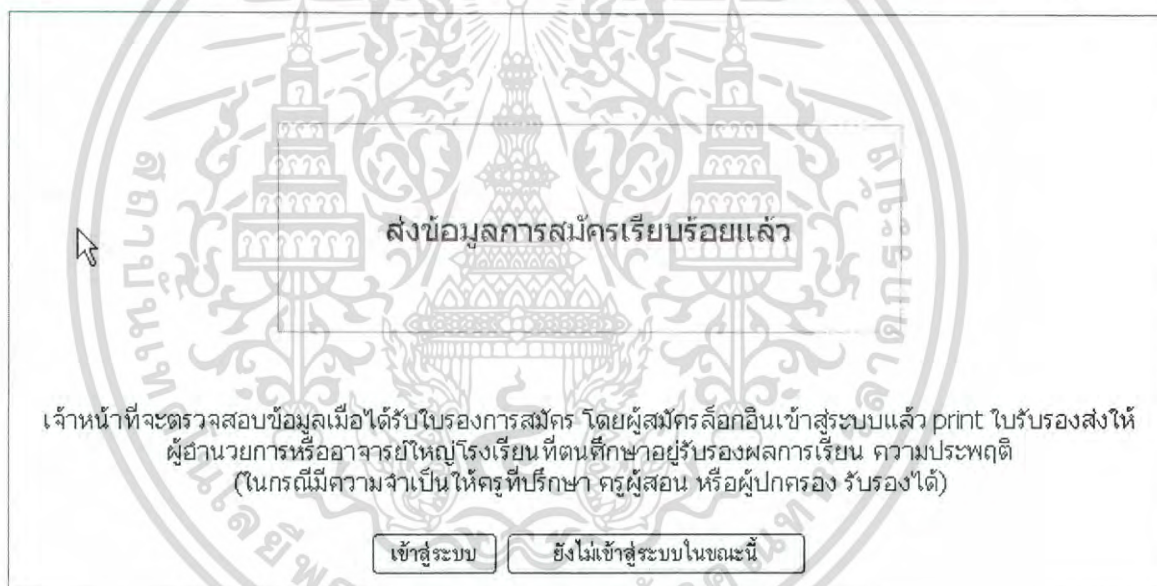 ส่งข้อมูลการสมัครเรียบร้อยแล้ว
เจ้าหน้าที่จะตรวจสอบข้อมูลเมื่อได้รับใบรองการสมัคร โดยผู้สมัครล็อกอินเข้าสู่ระบบแล้ว print ใบรับรองส่งให้
ผู้อำนวยการหรืออาจารย์ใหญ่โรงเรียนที่ตนศึกษาอยู่รับรองผลการเรียน ความประพฤติ
(ในกรณีมีความจำเป็นให้ครูที่ปรึกษา ครูผู้สอน หรือผู้ปกครอง รับรองได้)
เข้าสู่ระบบ ยังไม่เข้าสู่ระบบในขณะนี้